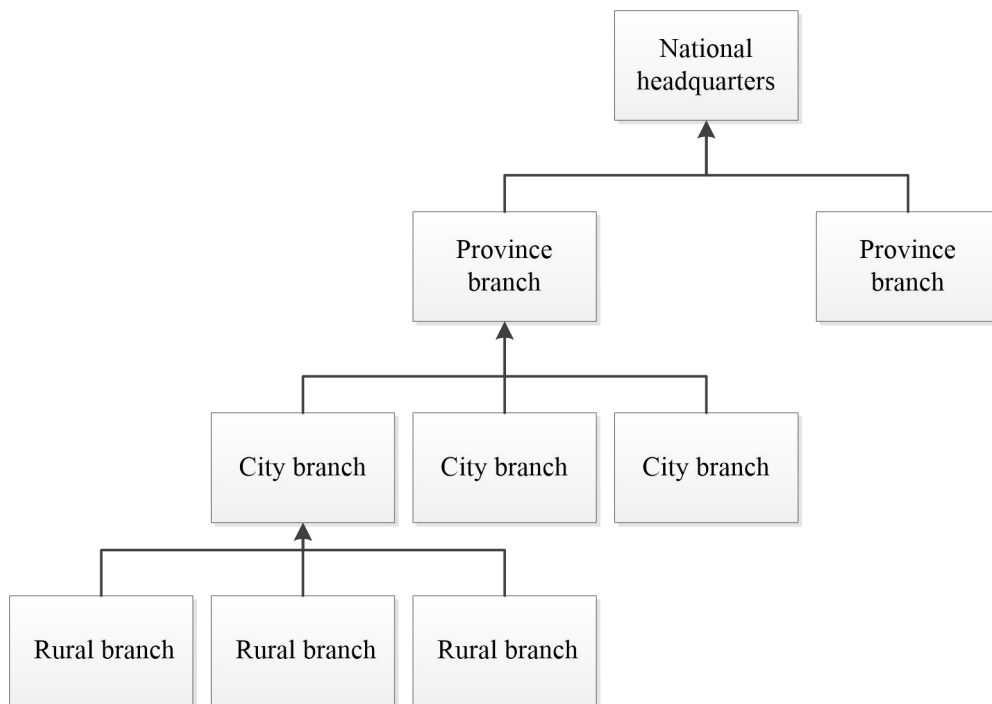 National
headquarters
Province
branch
Province
branch
City branch
City branch
City branch
Rural branch
Rural branch
Rural branch